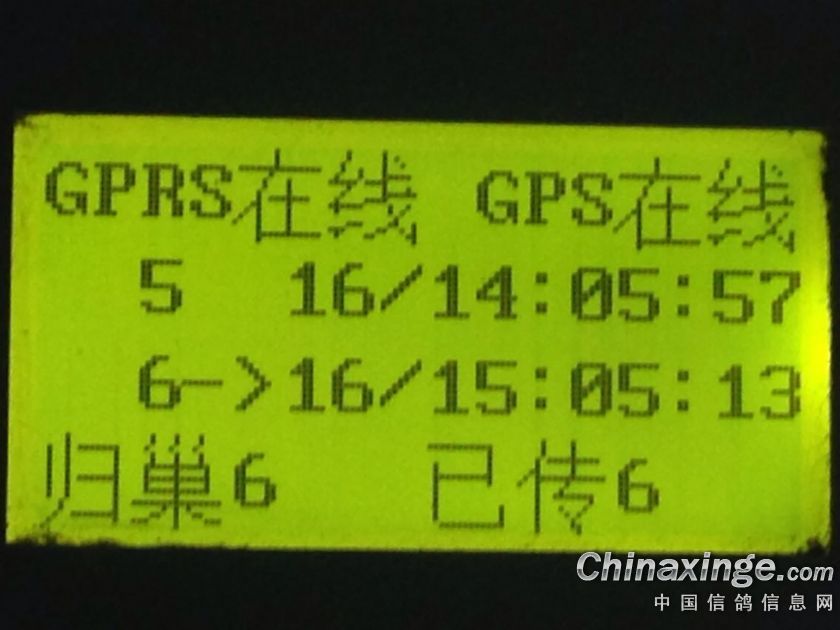 GPRS在线 GPS在线
5 16/14:05:57
6->16/15:05:13
归巢6 已传6
Chinaxinge.com
中国信鸽信息网